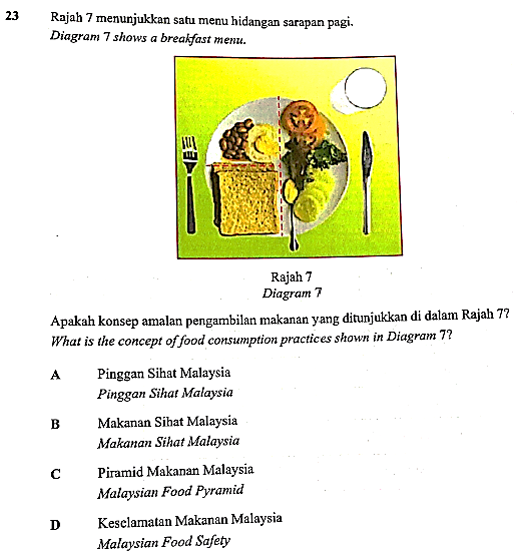 23 Rajah 7 menunjukkan satu menu hidangan sarapan pagi.
Diagram 7 shows a breakfast menu.
Rajah 7
Diagram 7
Apakah konsep amalan pengambilan makanan yang ditunjukkan di dalam Rajah 7?
What is the concept of food consumption practices shown in Diagram 7?
A Pinggan Sihat Malaysia
Pinggan Sihat Malaysia
B Makanan Sihat Malaysia
Makanan Sihat Malaysia
C Piramid Makanan Malaysia
Malaysian Food Pyramid
D Keselamatan Makanan Malaysia
Malaysian Food Safety